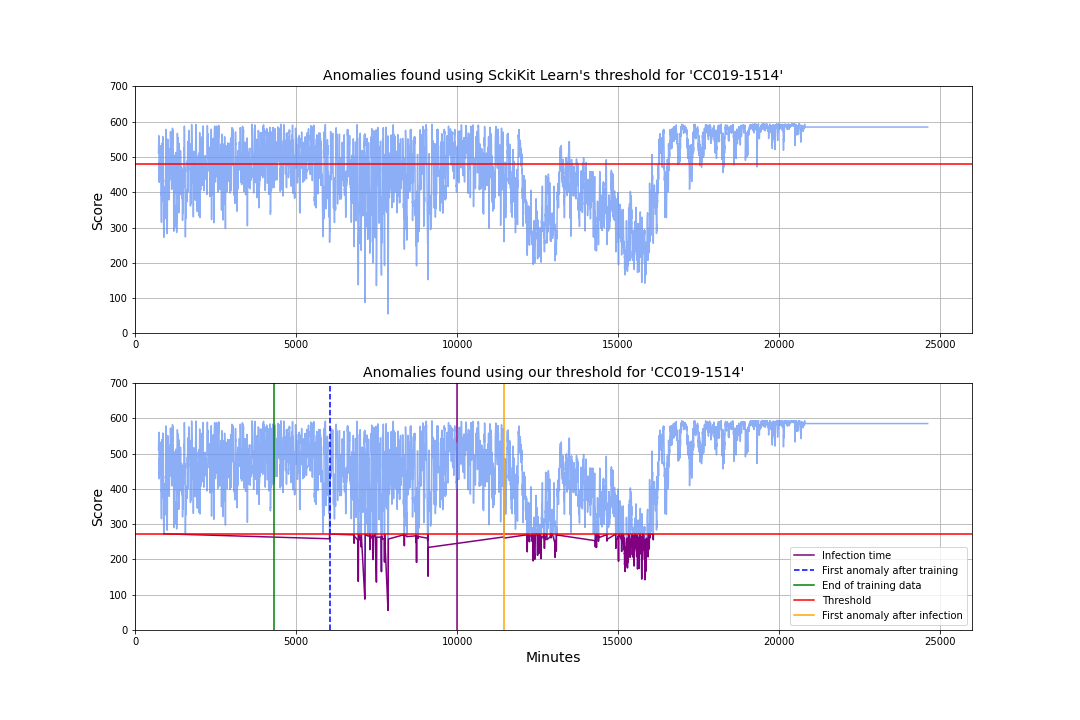 Anomalies found using SckiKit Learn's threshold for 'CC019-1514'
700
600
500
400
300
200
100
0
Score
0 5000 10000 15000 20000 25000
Anomalies found using our threshold for 'CC019-1514'
700
600
500
400
300
200
100
0
Score
Infection time
First anomaly after training
End of training data
Threshold
First anomaly after infection
0 5000 10000 15000 20000 25000
Minutes